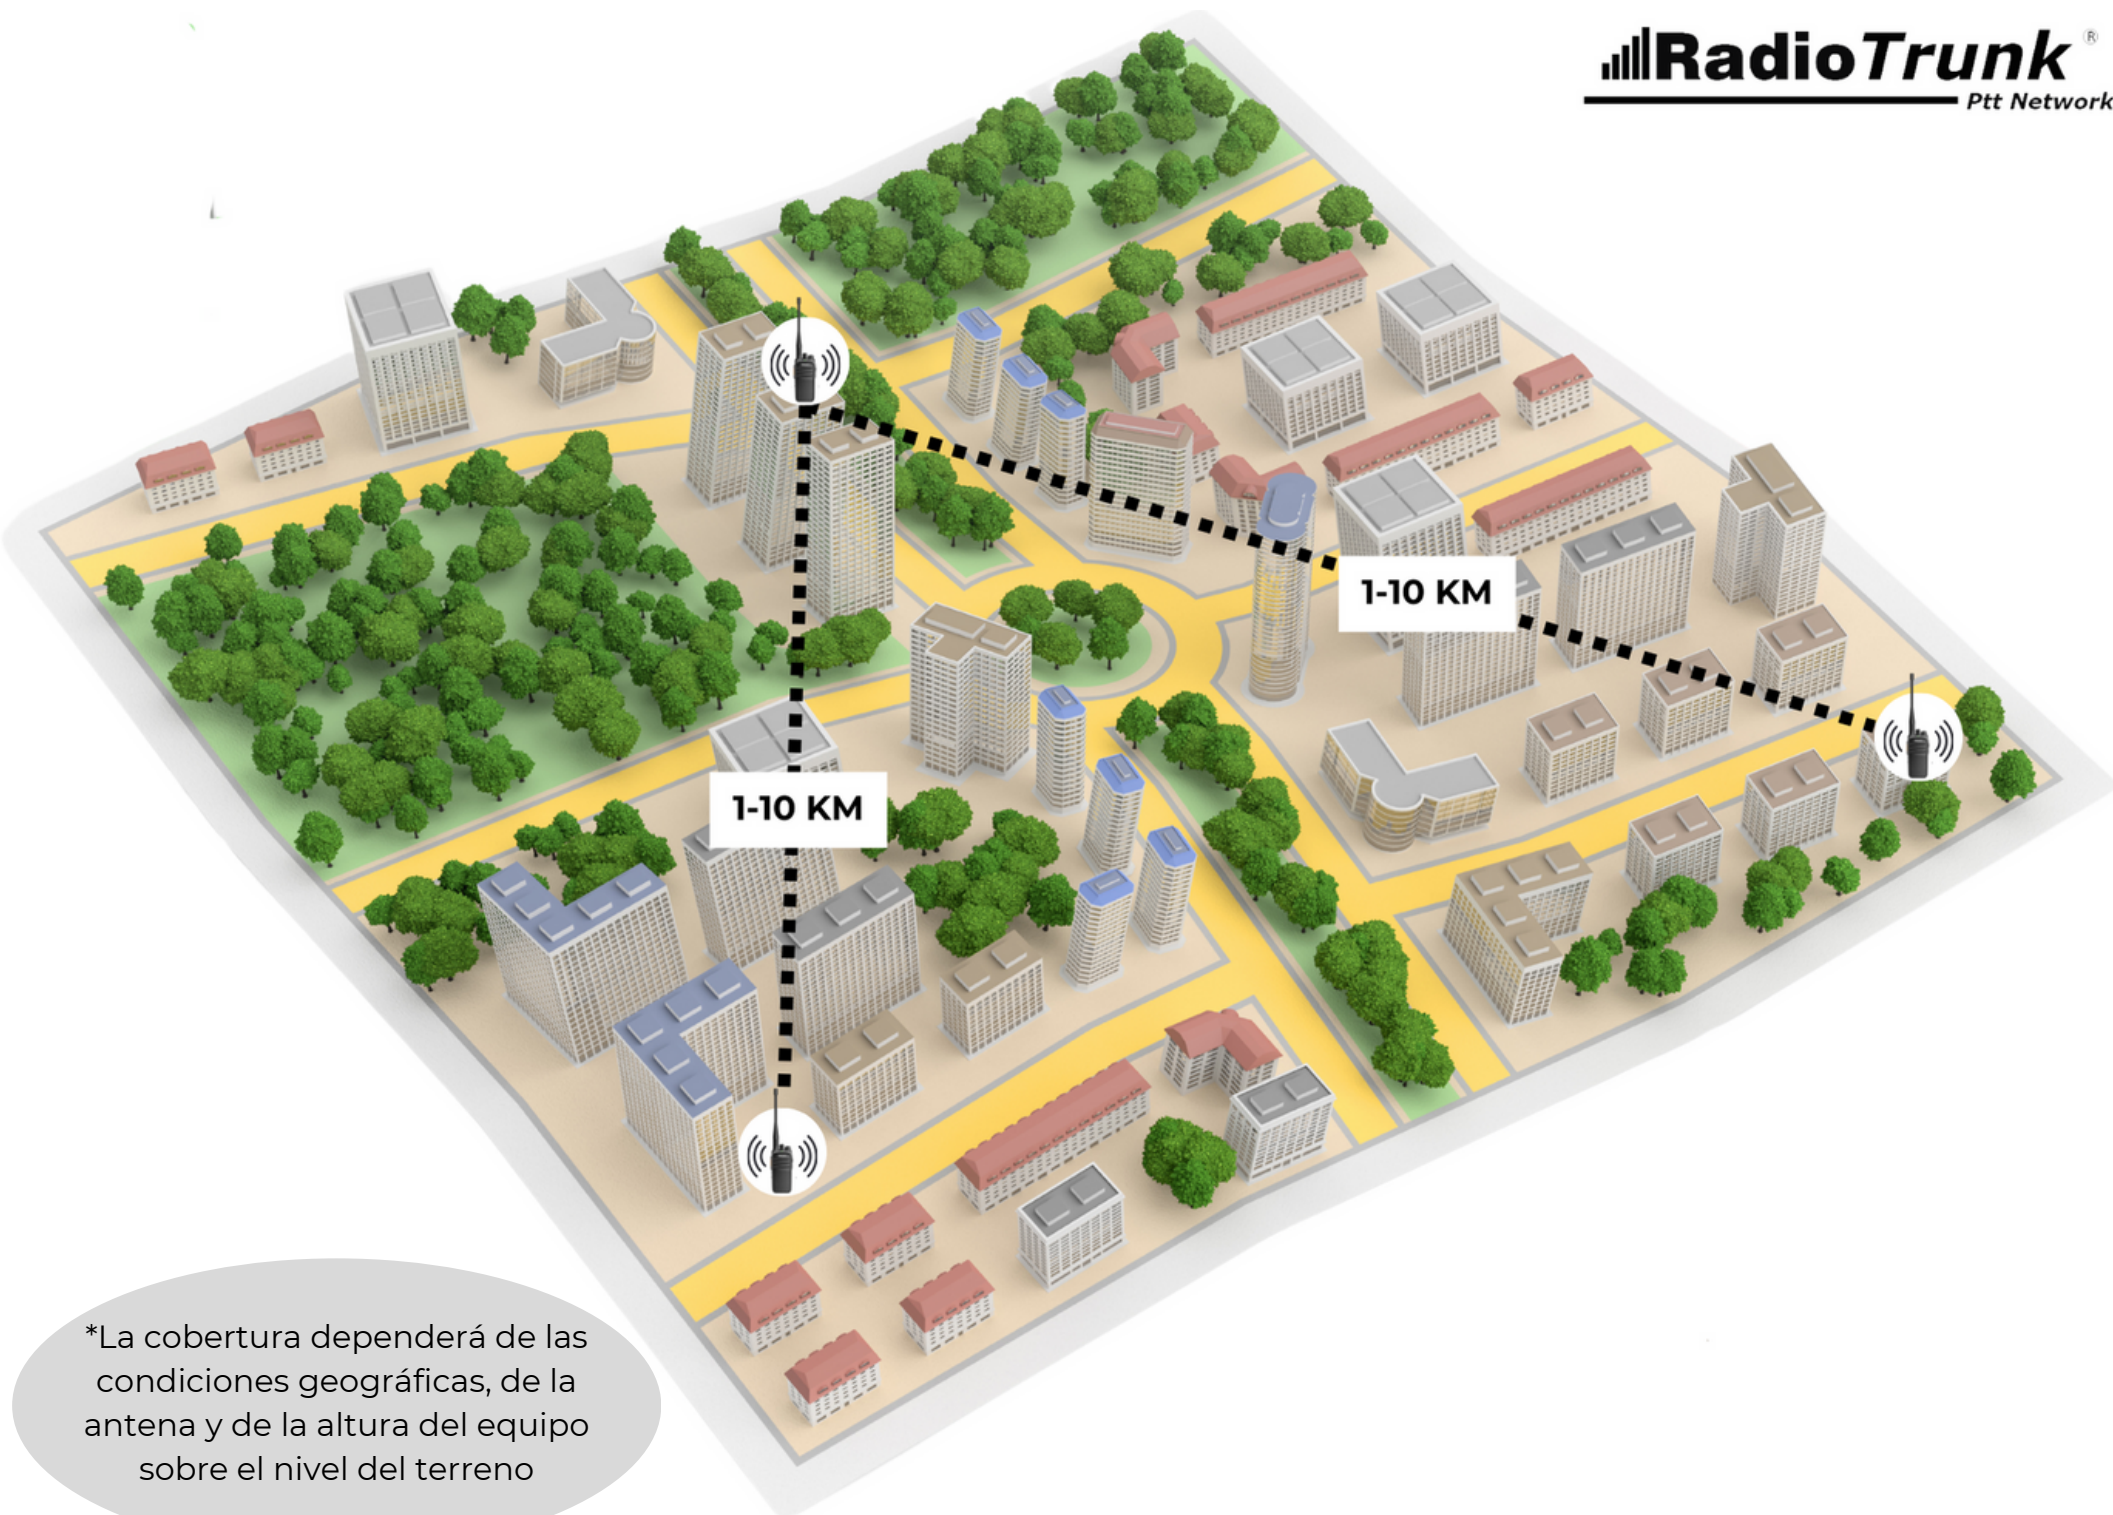 RadioTrunk ®
Ptt Network
1-10 KM
1-10 KM
*La cobertura dependerá de las
condiciones geográficas, de la
antena y de la altura del equipo
sobre el nivel del terreno